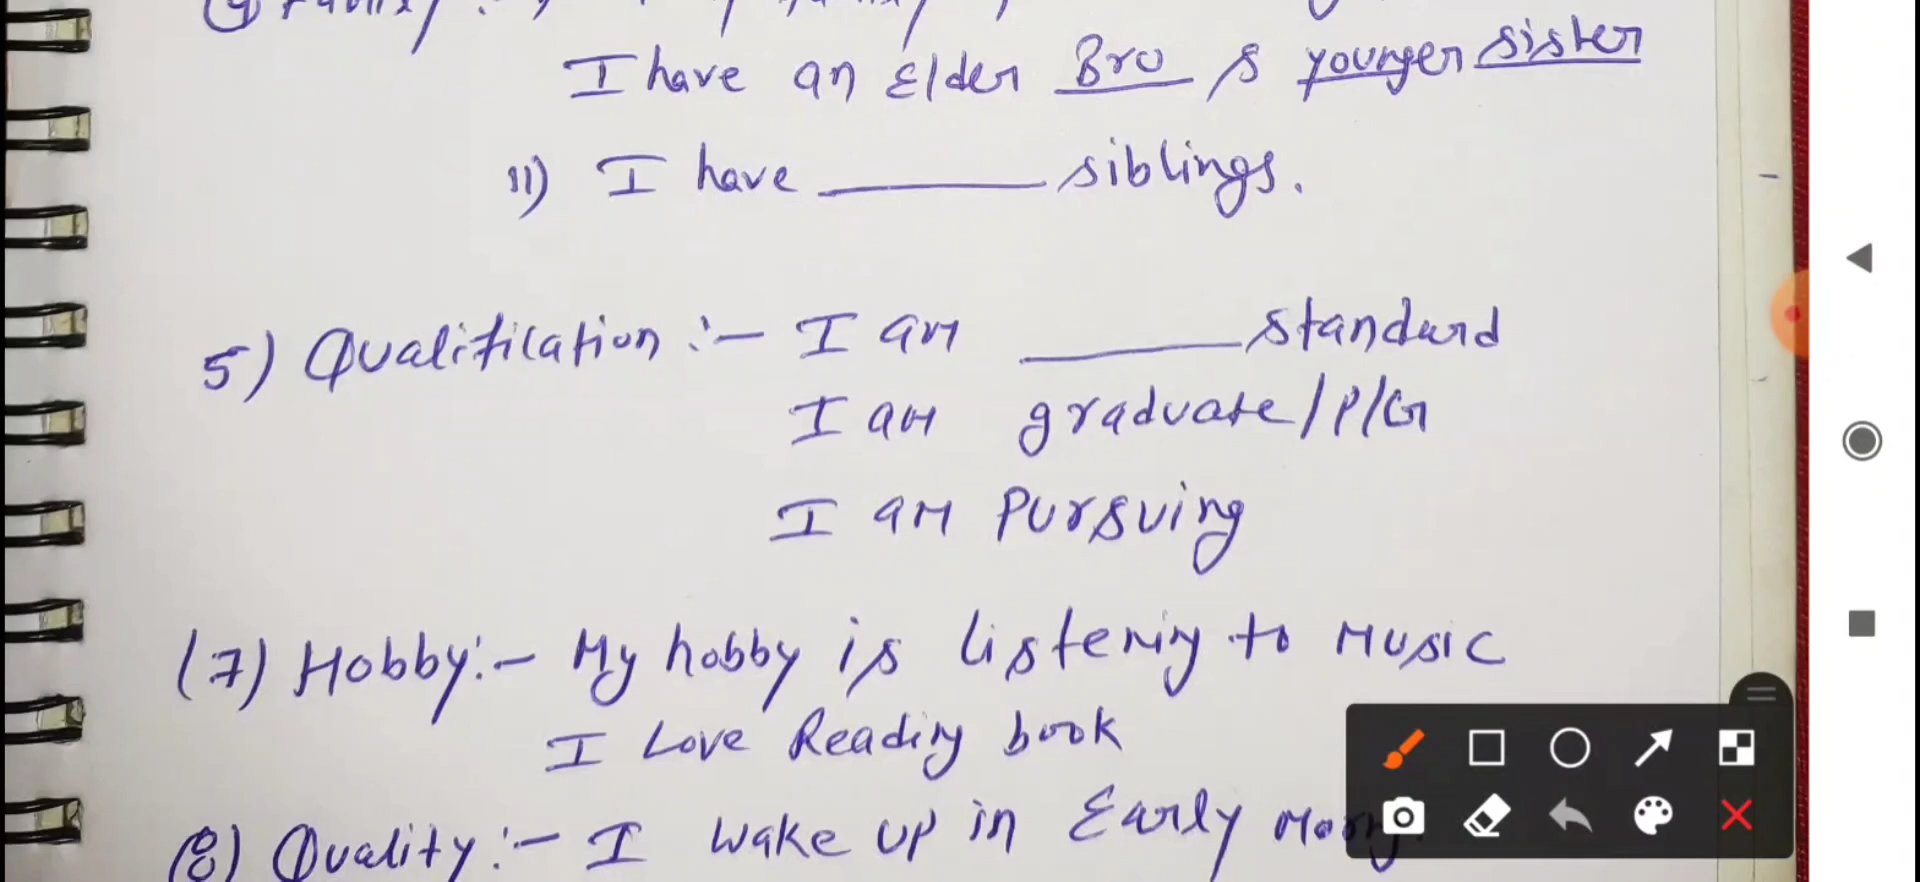 I have an Elder Bro & younger sister
11) I have ______ siblings.
5) Qualification :- I am ______ standard
I am graduate/P/G
I am Pursuing
(7) Hobby :- My hobby is listening to Music
I Love Reading book
(8) Quality :- I wake up in Early